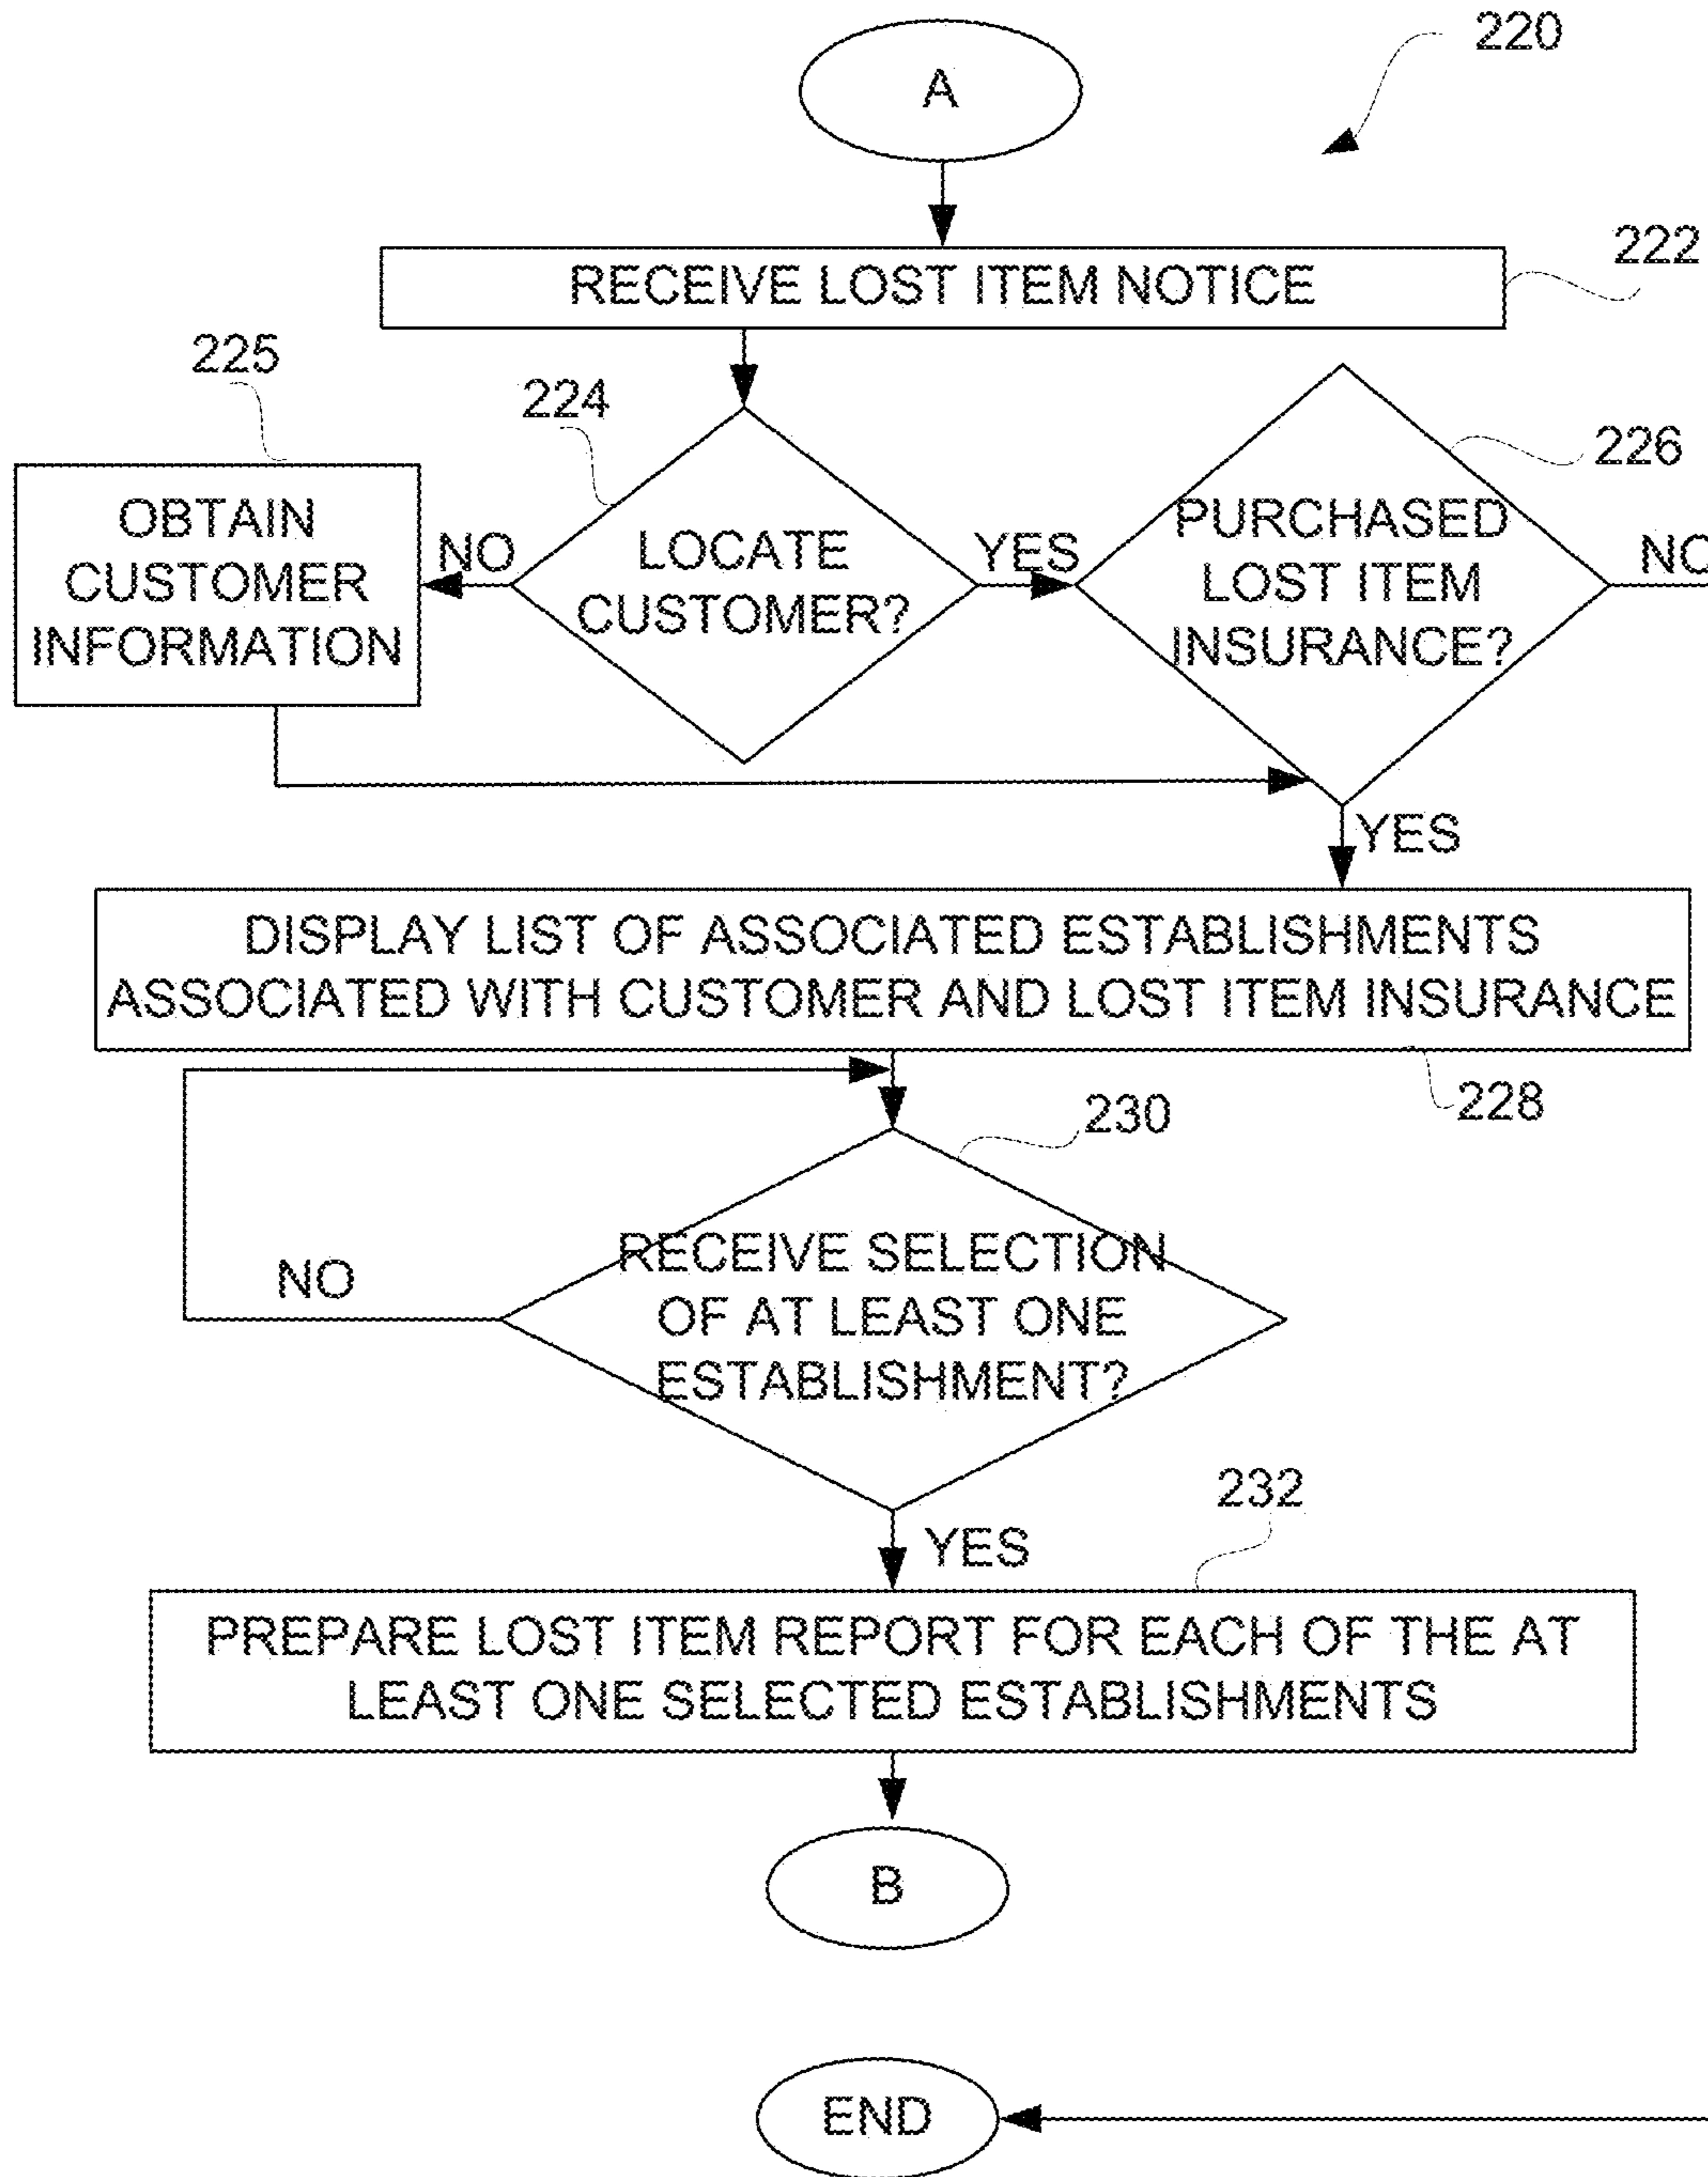 220
A
222
RECEIVE LOST ITEM NOTICE
225
224
226
OBTAIN
CUSTOMER
INFORMATION
NO
LOCATE
CUSTOMER?
YES
PURCHASED
LOST ITEM
INSURANCE?
NO
YES
DISPLAY LIST OF ASSOCIATED ESTABLISHMENTS
ASSOCIATED WITH CUSTOMER AND LOST ITEM INSURANCE
228
230
RECEIVE SELECTION
OF AT LEAST ONE
ESTABLISHMENT?
NO
232
YES
PREPARE LOST ITEM REPORT FOR EACH OF THE AT
LEAST ONE SELECTED ESTABLISHMENTS
B
END